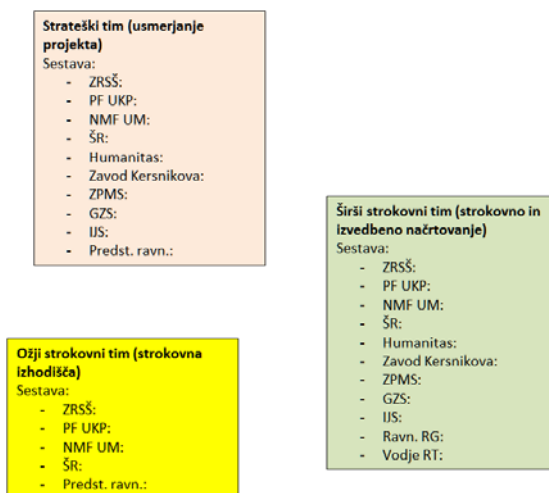 Strateški tim (usmerjanje
projekta)
Sestava:
- ZRSŠ:
- PF UKP:
- NMF UM:
- ŠR:
- Humanitas:
- Zavod Kersnikova:
- ZPMS:
- GZS:
- IJS:
- Predst. ravn.:
Širši strokovni tim (strokovno in
izvedbeno načrtovanje)
Sestava:
- ZRSŠ:
- PF UKP:
- NMF UM:
- ŠR:
- Humanitas:
- Zavod Kersnikova:
- ZPMS:
- GZS:
- IJS:
- Ravn. RG:
- Vodje RT:
Ožji strokovni tim (strokovna
izhodišča)
Sestava:
- ZRSŠ:
- PF UKP:
- NMF UM:
- ŠR:
- Predst. ravn.: